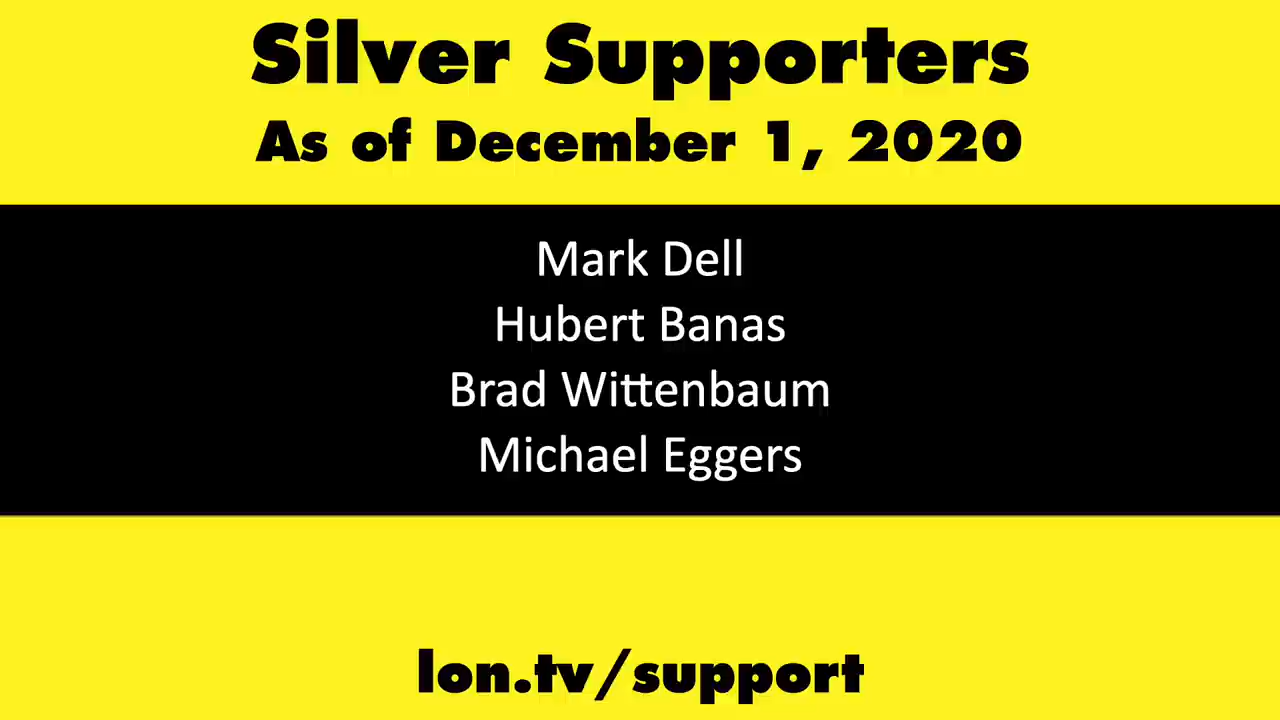 Silver Supporters
As of December 1, 2020
Mark Dell
Hubert Banas
Brad Wittenbaum
Michael Eggers
lon.tv/support